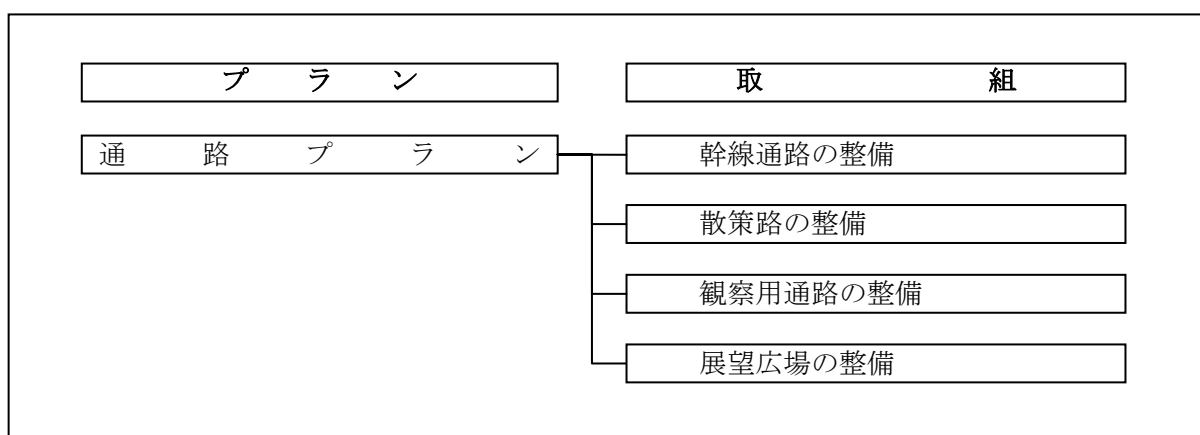 プラン
取組
通路プラン
幹線通路の整備
散策路の整備
観察用通路の整備
展望広場の整備